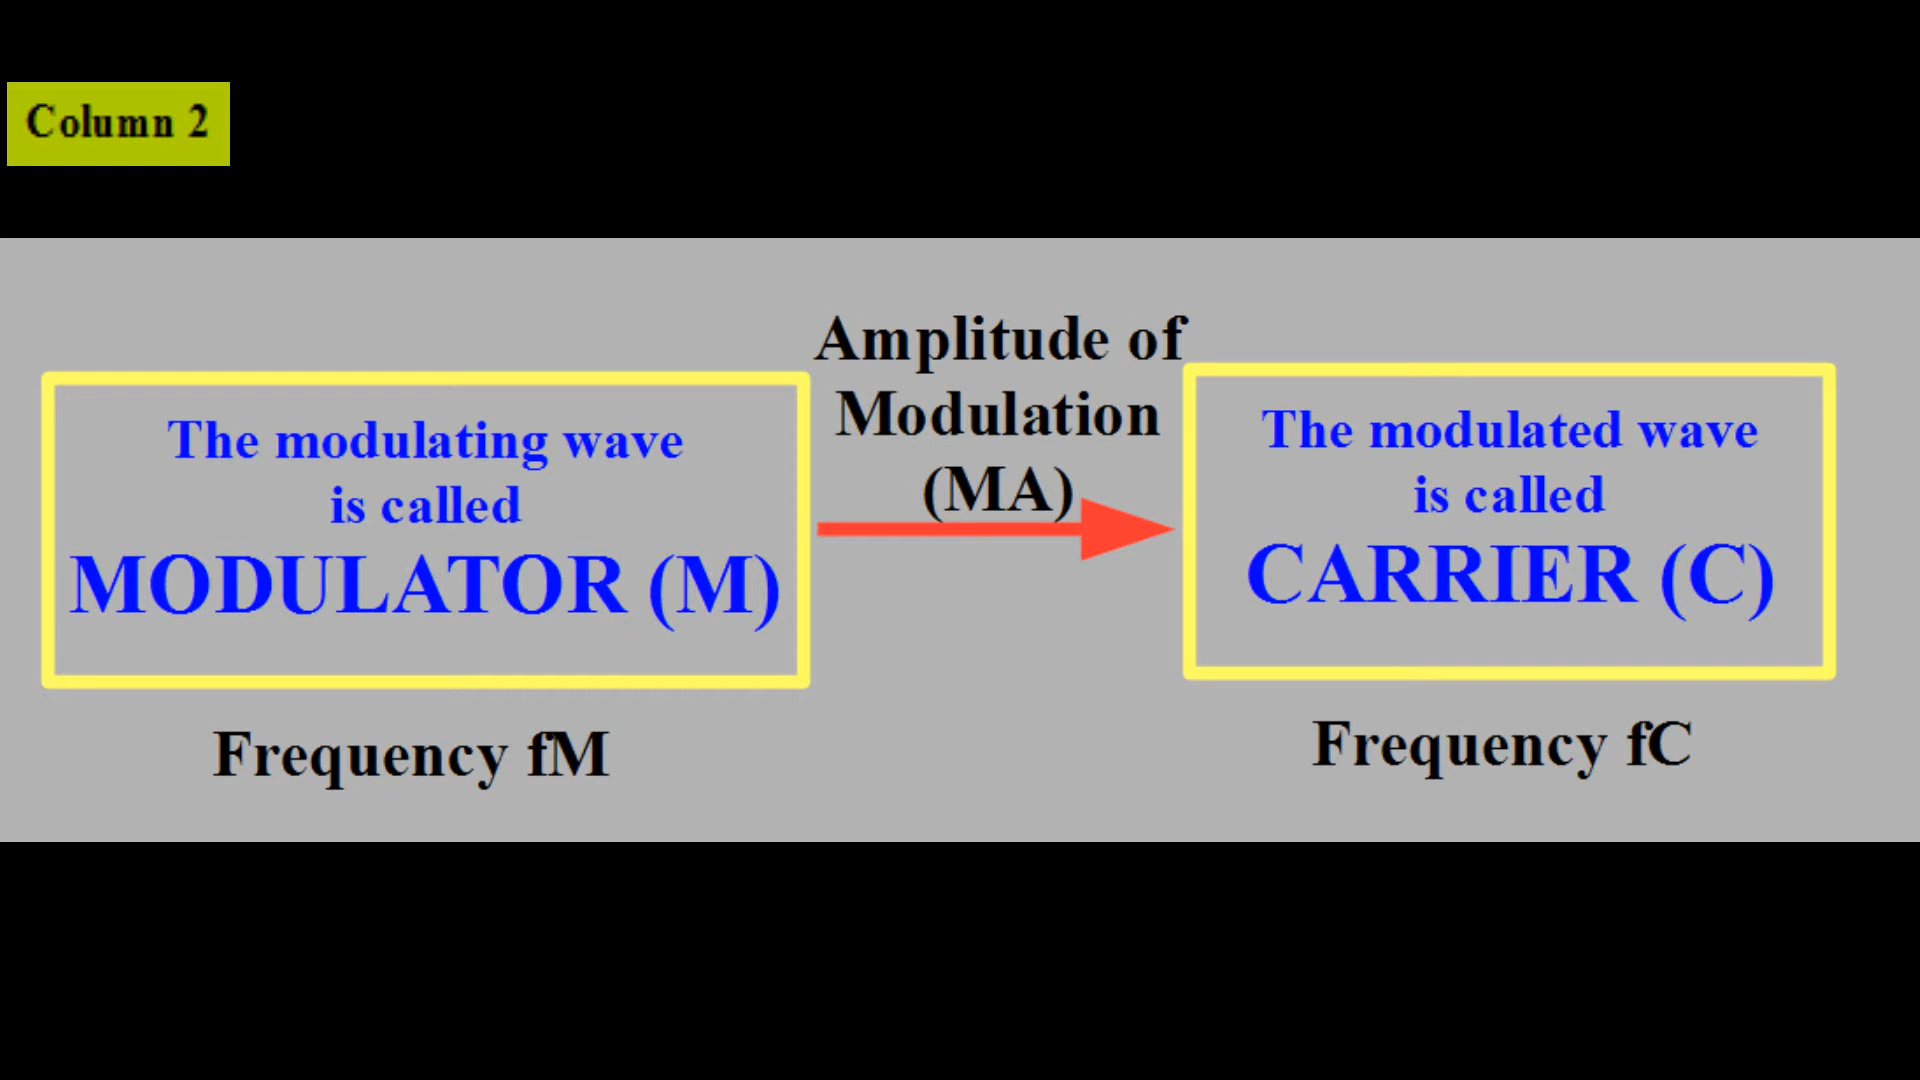 Column 2
The modulating wave
is called
MODULATOR (M)
Frequency fM
Amplitude of
Modulation
(MA)
The modulated wave
is called
CARRIER (C)
Frequency fC